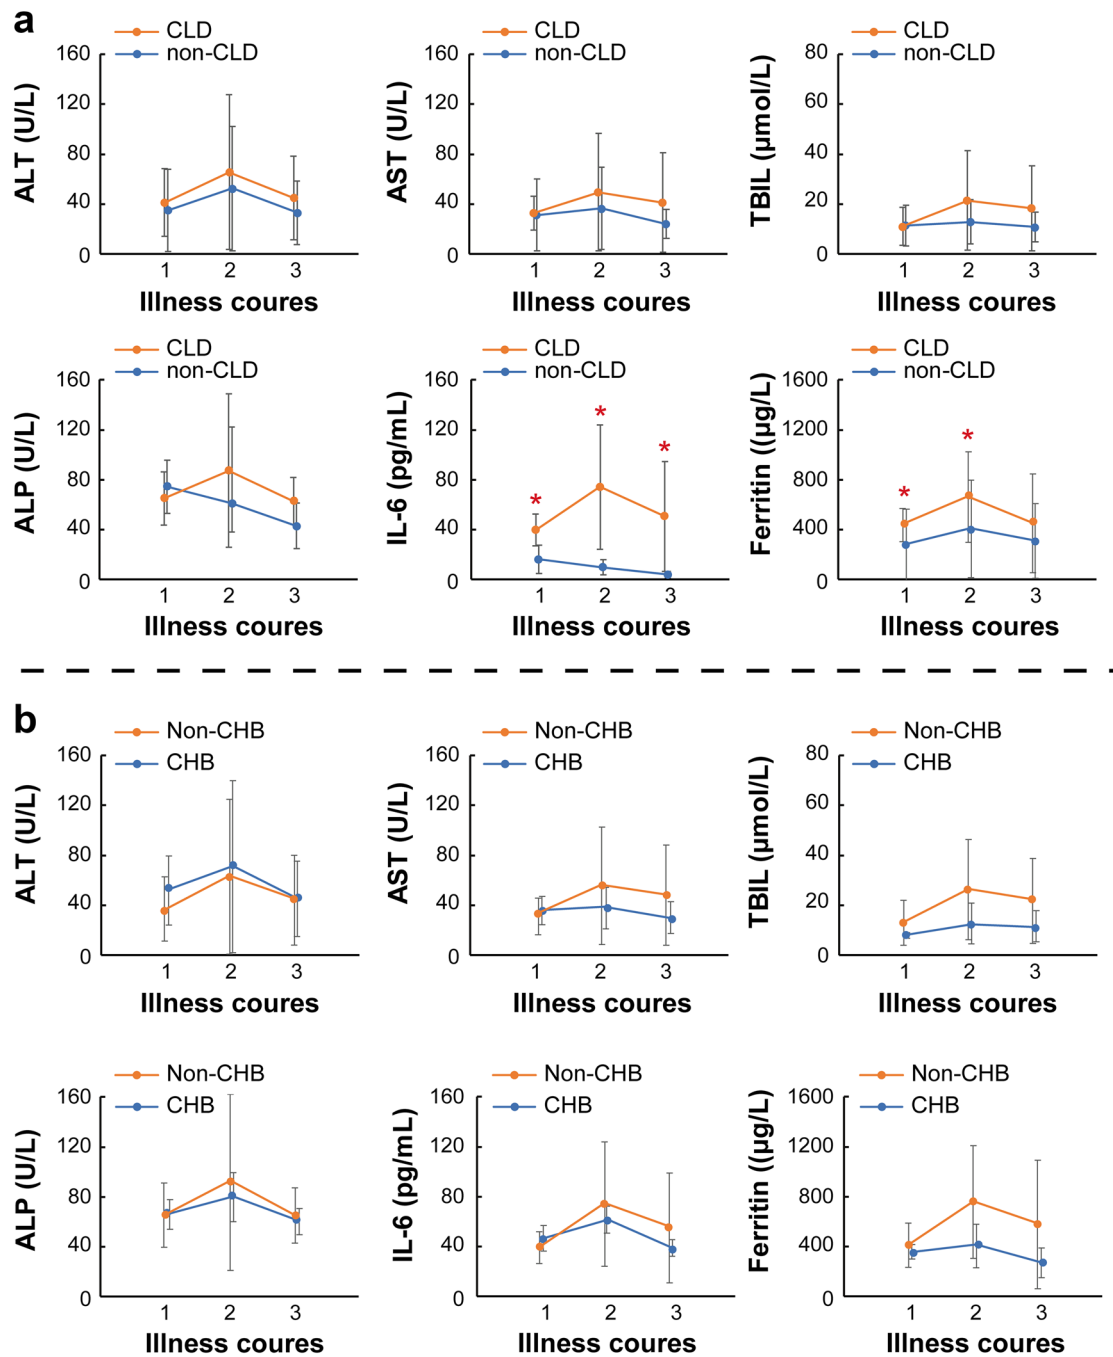 a
CLD
non-CLD
ALT (U/L)
160
120
80
40
0
1 2 3
Illness coures
CLD
non-CLD
AST (U/L)
160
120
80
40
0
1 2 3
Illness coures
CLD
non-CLD
TBIL (µmol/L)
80
60
40
20
0
1 2 3
Illness coures
CLD
non-CLD
ALP (U/L)
160
120
80
40
0
1 2 3
Illness coures
CLD
non-CLD
IL-6 (pg/mL)
160
120
80
40
0
* * *
1 2 3
Illness coures
CLD
non-CLD
Ferritin ((µg/L)
1600
1200
800
400
0
* *
1 2 3
Illness coures
b
Non-CHB
CHB
ALT (U/L)
160
120
80
40
0
1 2 3
Illness coures
Non-CHB
CHB
AST (U/L)
160
120
80
40
0
1 2 3
Illness coures
Non-CHB
CHB
TBIL (µmol/L)
80
60
40
20
0
1 2 3
Illness coures
Non-CHB
CHB
ALP (U/L)
160
120
80
40
0
1 2 3
Illness coures
Non-CHB
CHB
IL-6 (pg/mL)
160
120
80
40
0
1 2 3
Illness coures
Non-CHB
CHB
Ferritin ((µg/L)
1600
1200
800
400
0
1 2 3
Illness coures